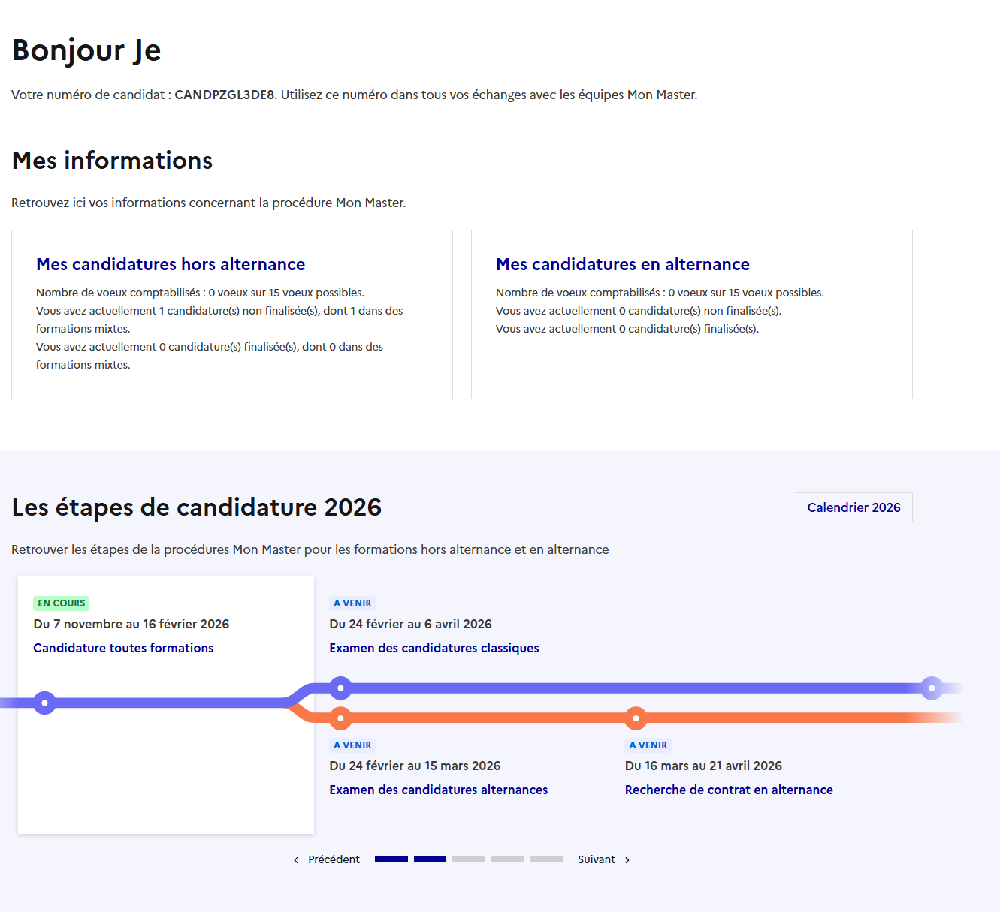 Bonjour Je
Votre numéro de candidat : CANDPZGL3DE8. Utilisez ce numéro dans tous vos échanges avec les équipes Mon Master.
Mes informations
Retrouvez ici vos informations concernant la procédure Mon Master.
Mes candidatures hors alternance
Nombre de voeux comptabilisés : 0 voeux sur 15 voeux possibles.
Vous avez actuellement 1 candidature(s) non finalisée(s), dont 1 dans des
formations mixtes.
Vous avez actuellement 0 candidature(s) finalisée(s), dont 0 dans des
formations mixtes.
Mes candidatures en alternance
Nombre de voeux comptabilisés : 0 voeux sur 15 voeux possibles.
Vous avez actuellement 0 candidature(s) non finalisée(s).
Vous avez actuellement 0 candidature(s) finalisée(s).
Les étapes de candidature 2026
Calendrier 2026
Retrouver les étapes de la procédures Mon Master pour les formations hors alternance et en alternance
EN COURS
Du 7 novembre au 16 février 2026
Candidature toutes formations
A VENIR
Du 24 février au 6 avril 2026
Examen des candidatures classiques
A VENIR
Du 24 février au 15 mars 2026
Examen des candidatures alternances
A VENIR
Du 16 mars au 21 avril 2026
Recherche de contrat en alternance
Précédent
Suivant